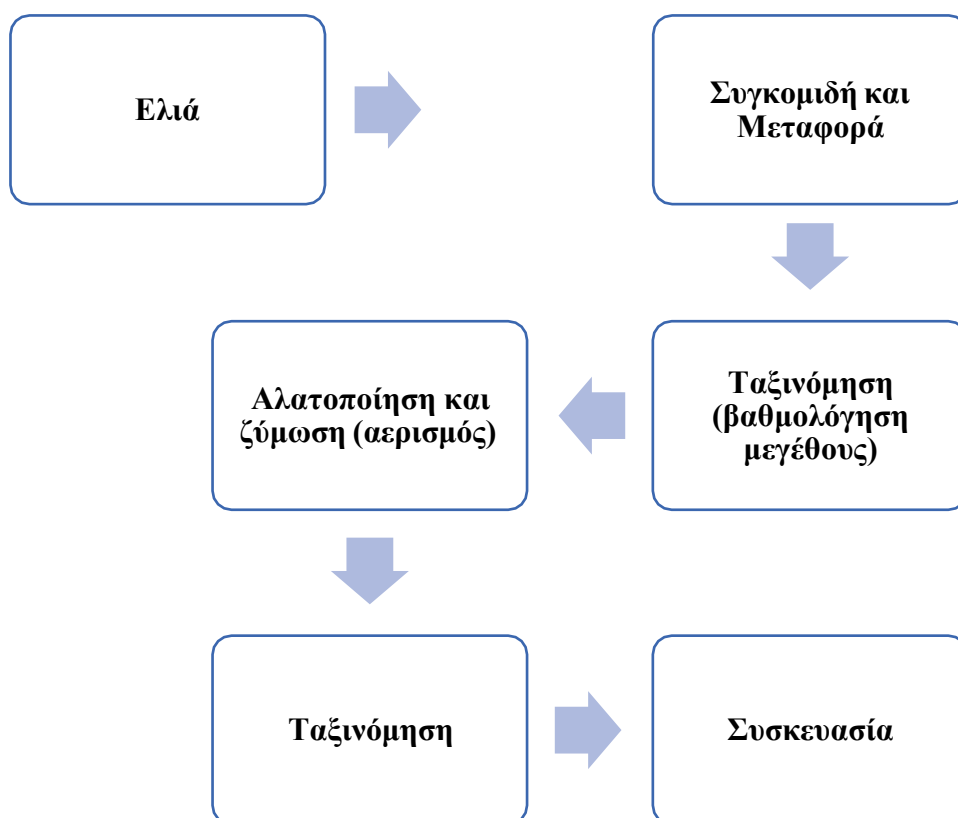 Ελιά
Συγκομιδή και
Μεταφορά
Ταξινόμηση
(βαθμολόγηση
μεγέθους)
Αλατοποίηση και
ζύμωση (αερισμός)
Ταξινόμηση
Συσκευασία